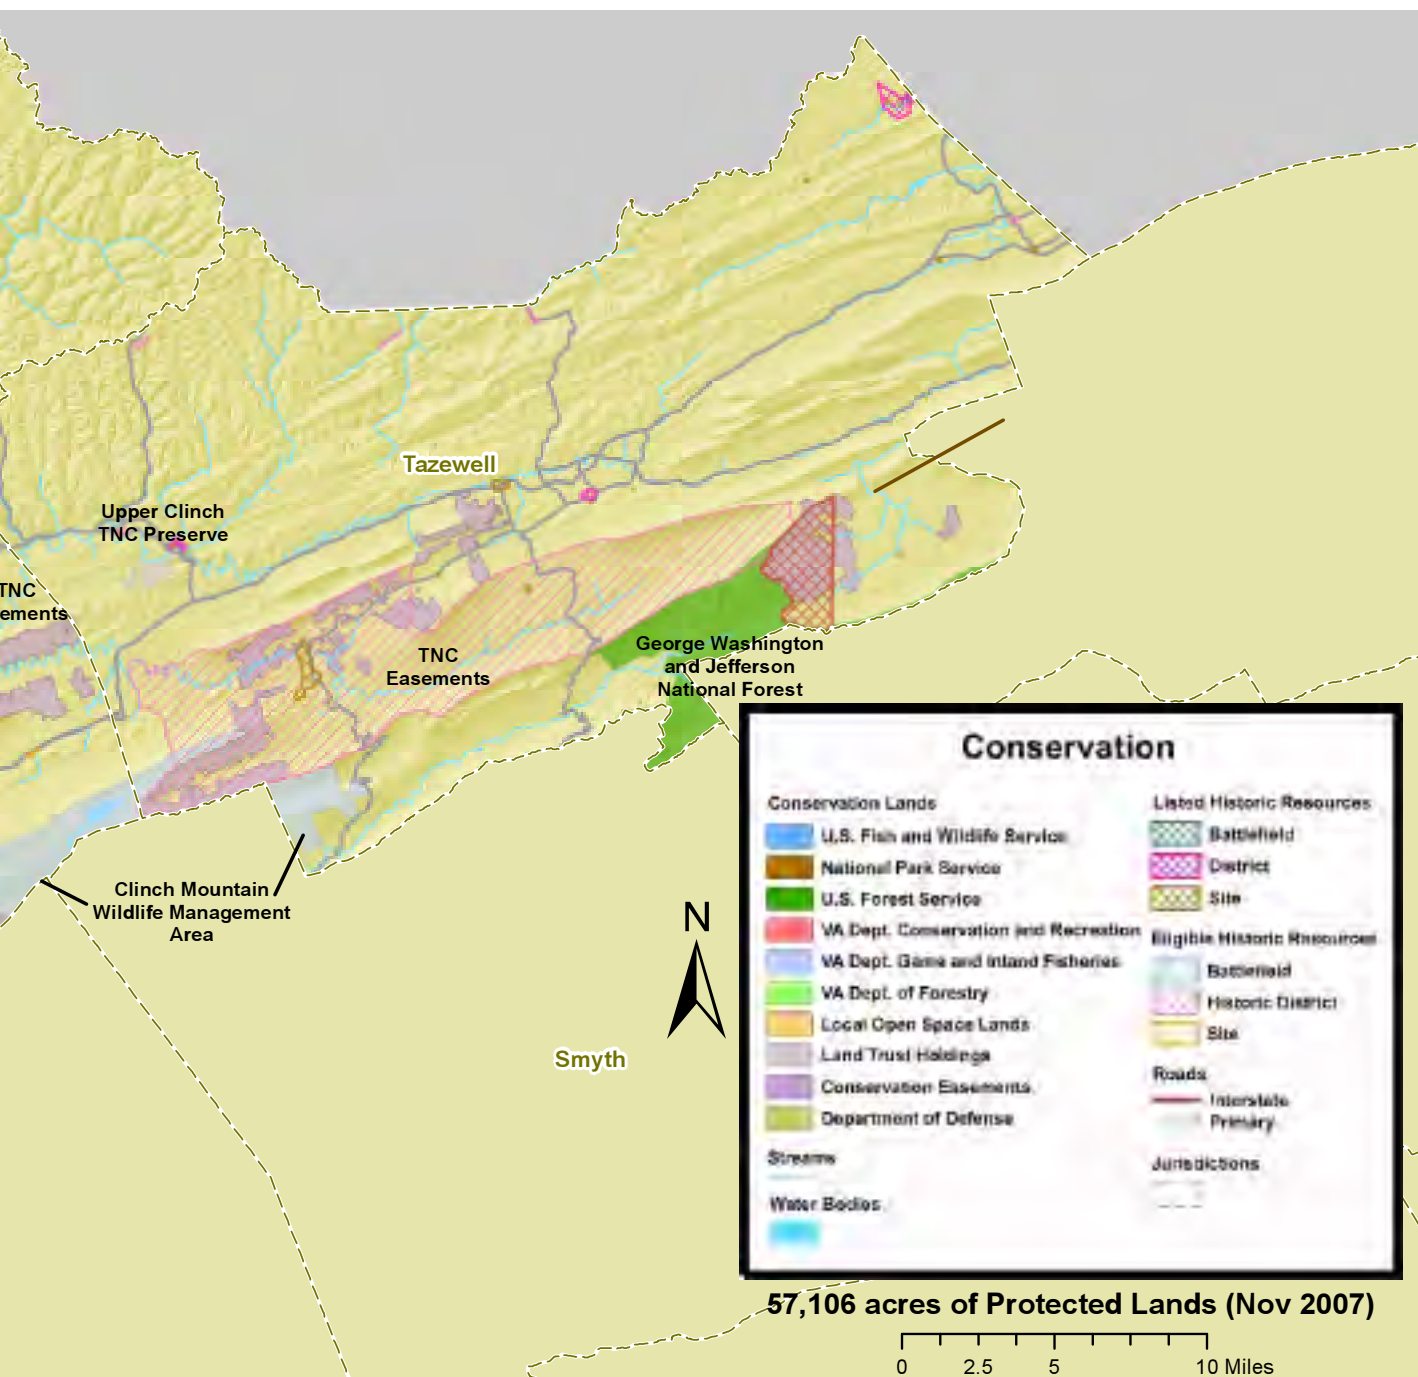 Tazewell
Upper Clinch
TNC Preserve
TNC
ements
TNC
Easements
George Washington
and Jefferson
National Forest
Clinch Mountain
Wildlife Management
Area
N
Smyth
Conservation
Conservation Lands
U.S. Fish and Wildlife Service
National Park Service
U.S. Forest Service
VA Dept. Conservation and Recreation
VA Dept. Game and Inland Fisheries
VA Dept. of Forestry
Local Open Space Lands
Land Trust Holdings
Conservation Easements
Department of Defense
Streams
Water Bodies
Listed Historic Resources
Battlefield
District
Site
Eligible Historic Resources
Battlefield
Historic District
Site
Roads
Interstate
Primary
Jurisdictions
57,106 acres of Protected Lands (Nov 2007)
0 2.5 5 10 Miles